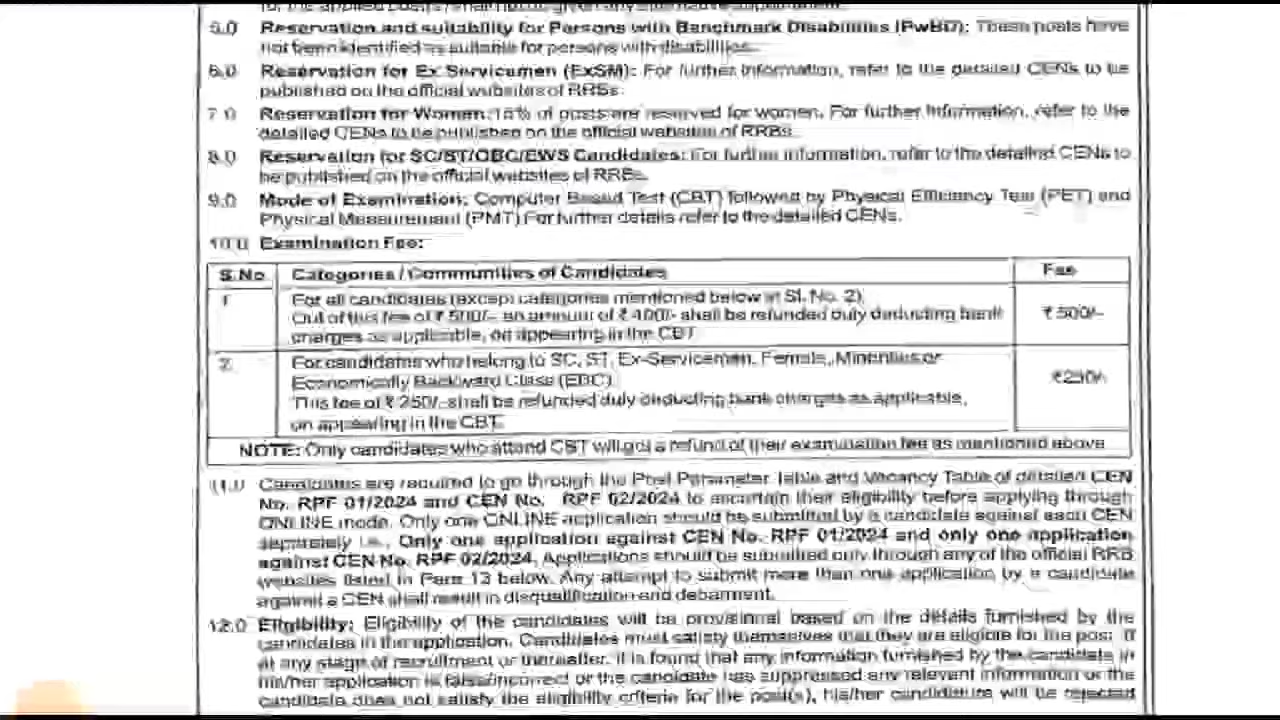 5.0 Reservation and suitability for Persons with Benchmark Disabilities (PwBD): These posts have
not been identified as suitable for persons with disabilities.
6.0 Reservation for Ex Servicemen (ExSM): For further information, refer to the detailed CENs to be
published on the official websites of RRBs.
7.0 Reservation for Women: 15% of posts are reserved for women. For further information, refer to the
detailed CENs to be published on the official websites of RRBs.
8.0 Reservation for SC/ST/OBC/EWS Candidates: For further information, refer to the detailed CENs to
be published on the official websites of RRBs.
9.0 Mode of Examination: Computer Based Test (CBT) followed by Physical Efficiency Test (PET) and
Physical Measurement (PMT) For further details refer to the detailed CENs.
10.0 Examination Fee:
S.No. Categories / Communities of Candidates Fee
1. For all candidates (except categories mentioned below in Sl. No. 2).
Out of this fee of ₹ 500/- an amount of ₹ 400/- shall be refunded duly deducting bank
charges as applicable, on appearing in the CBT
₹ 500/-
2. For candidates who belong to SC, ST, Ex-Servicemen, Female, Minorities or
Economically Backward Class (EBC).
This fee of ₹ 250/- shall be refunded duly deducting bank charges as applicable,
on appearing in the CBT.
₹250/-
NOTE: Only candidates who attend CBT will get a refund of their examination fee as mentioned above
11.0 Candidates are required to go through the Post Parameter Table and Vacancy Table of detailed CEN
No. RPF 01/2024 and CEN No. RPF 02/2024 to ascertain their eligibility before applying through
ONLINE mode. Only one ONLINE application should be submitted by a candidate against each CEN
separately i.e., Only one application against CEN No. RPF 01/2024 and only one application
against CEN No. RPF 02/2024. Applications should be submitted only through any of the official RRB
websites listed in Para 13 below. Any attempt to submit more than one application by a candidate
against a CEN shall result in disqualification and debarment.
12.0 Eligibility: Eligibility of the candidates will be provisional based on the details furnished by the
candidates in the application. Candidates must satisfy themselves that they are eligible for the post. If
at any stage of recruitment or thereafter, it is found that any information furnished by the candidate in
his/her application is false/incorrect or the candidate has suppressed any relevant information or the
candidate does not satisfy the eligibility criteria for the post(s), his/her candidature will be rejected